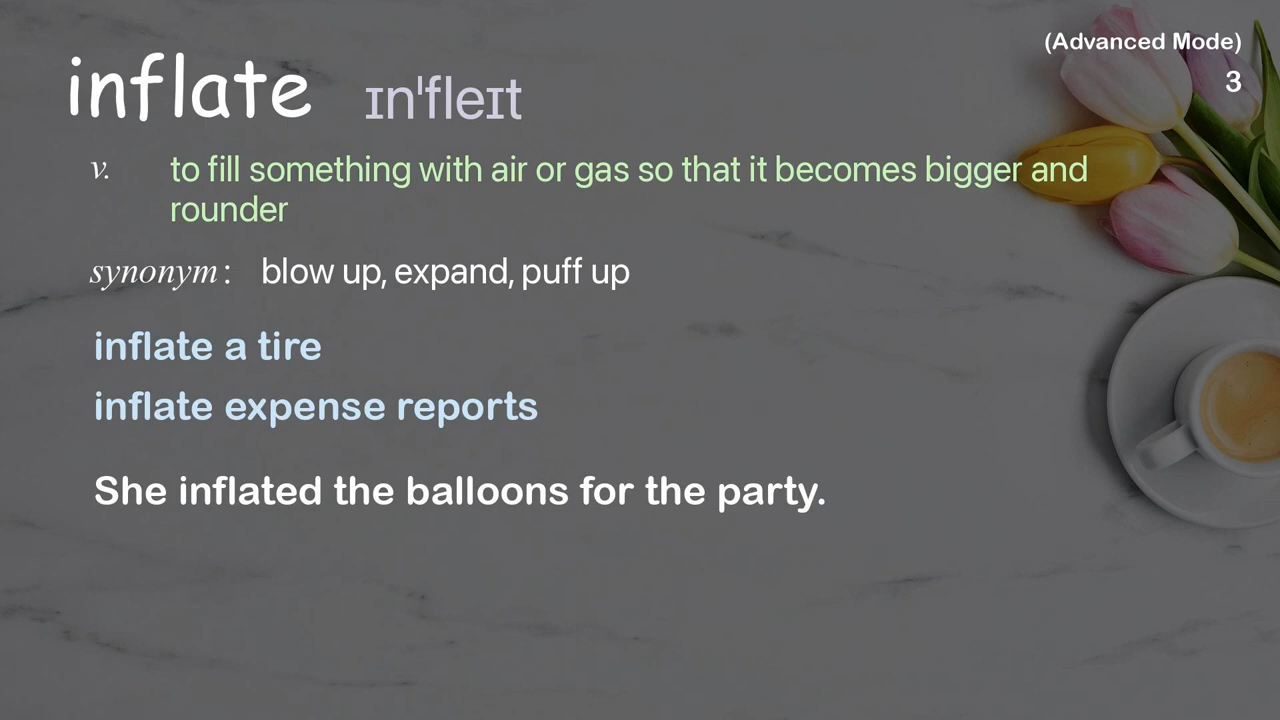 (Advanced Mode)
3
inflate ɪnˈfleɪt
v. to fill something with air or gas so that it becomes bigger and
rounder
synonym : blow up, expand, puff up
inflate a tire
inflate expense reports
She inflated the balloons for the party.